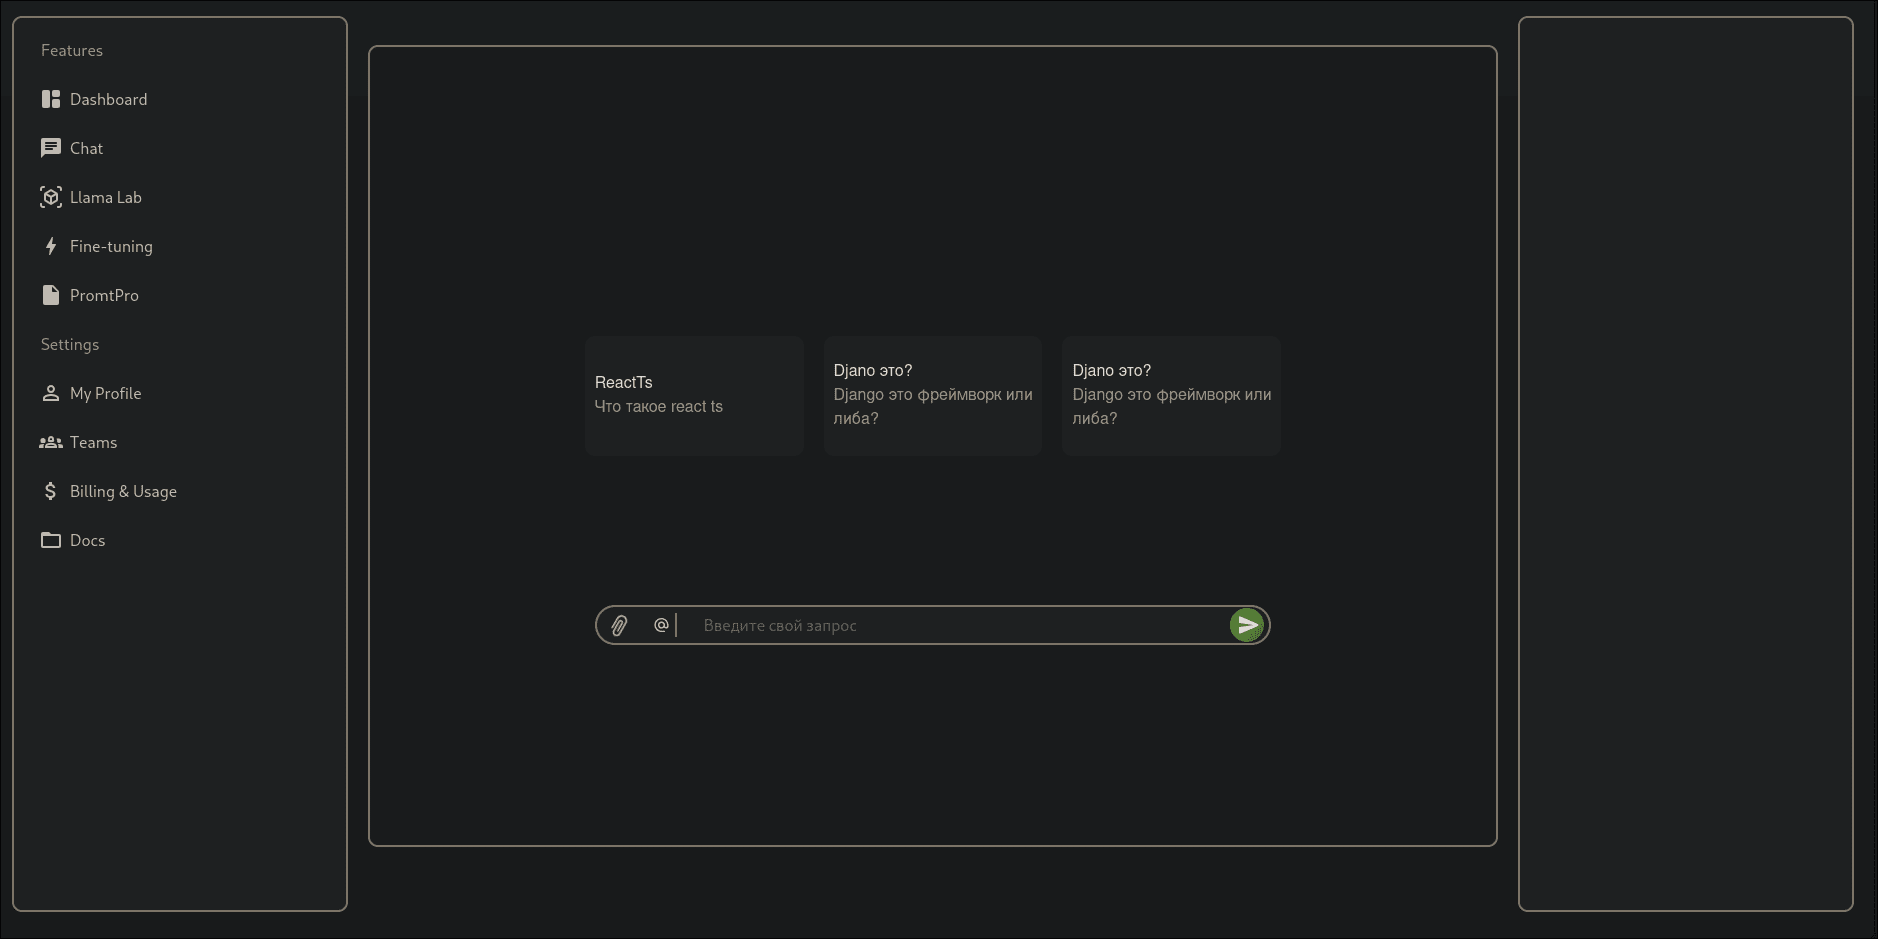 Features
Dashboard
Chat
Llama Lab
Fine-tuning
PromtPro
Settings
My Profile
Teams
Billing & Usage
Docs
ReactTs
Что такое react ts
Djano это?
Django это фреймворк или
либа?
Djano это?
Django это фреймворк или
либа?
@
Введите свой запрос